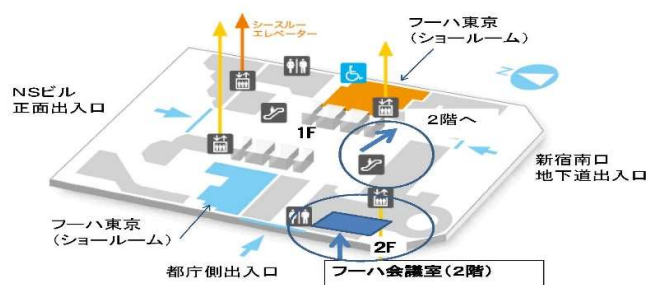 シースルー
エレベーター
フーハ東京
(ショールーム)
NSビル
正面出入口
N
1F
2階へ
新宿南口
地下道出入口
フーハ東京
(ショールーム)
2F
都庁側出入口
フーハ会議室(2階)